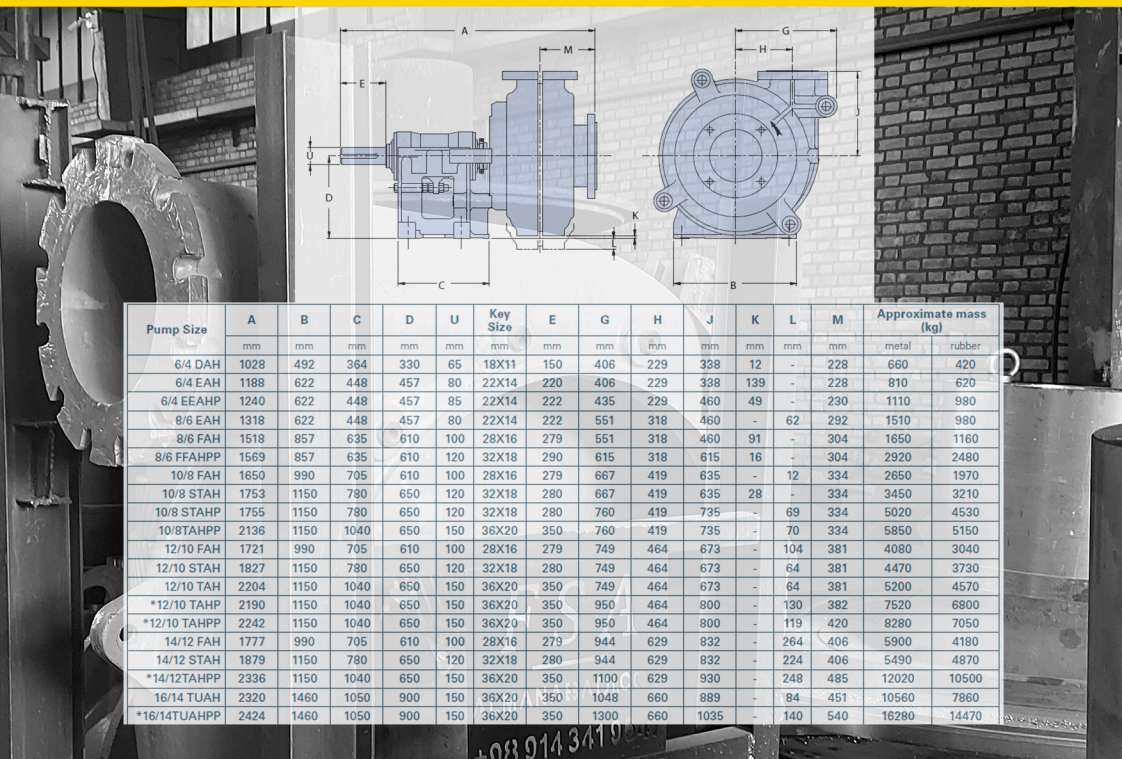 A
M
E
U
D
K
L
C
G
H
J
B
Pump Size A B C D U Key Size E G H J K L M Approximate mass (kg)
mm mm mm mm mm mm mm mm mm mm mm mm mm metal rubber
6/4 DAH 1028 492 364 330 65 18X11 150 406 229 338 12 - 228 660 420
6/4 EAH 1188 622 448 457 80 22X14 220 406 229 338 139 - 228 810 620
6/4 EEAHP 1240 622 448 457 85 22X14 222 435 229 460 49 - 230 1110 980
8/6 EAH 1318 622 448 457 80 22X14 222 551 318 460 - 62 292 1510 980
8/6 FAH 1518 857 635 610 100 28X16 279 551 318 460 91 - 304 1650 1160
8/6 FFAHPP 1569 857 635 610 120 32X18 290 615 318 615 16 - 304 2920 2480
10/8 FAH 1650 990 705 610 100 28X16 279 667 419 635 - 12 334 2650 1970
10/8 STAH 1753 1150 780 650 120 32X18 280 667 419 635 28 - 334 3450 3210
10/8 STAHP 1755 1150 780 650 120 32X18 280 760 419 735 - 69 334 5020 4530
10/8TAHPP 2136 1150 1040 650 150 36X20 350 760 419 735 - 70 334 5850 5150
12/10 FAH 1721 990 705 610 100 28X16 279 749 464 673 - 104 381 4080 3040
12/10 STAH 1827 1150 780 650 120 32X18 280 749 464 673 - 64 381 4470 3730
12/10 TAH 2204 1150 1040 650 150 36X20 350 749 464 673 - 64 381 5200 4570
*12/10 TAHP 2190 1150 1040 650 150 36X20 350 950 464 800 - 130 382 7520 6800
*12/10 TAHPP 2242 1150 1040 650 150 36X20 350 950 464 800 - 119 420 8280 7050
14/12 FAH 1777 990 705 610 100 28X16 279 944 629 832 - 264 406 5900 4180
14/12 STAH 1879 1150 780 650 120 32X18 280 944 629 832 - 224 406 5490 4870
*14/12TAHPP 2336 1150 1040 650 150 36X20 350 1100 629 930 - 248 485 12020 10500
16/14 TUAH 2320 1460 1050 900 150 36X20 350 1048 660 889 - 84 451 10560 7860
*16/14TUAHPP 2424 1460 1050 900 150 36X20 350 1300 660 1035 - 140 540 16280 14470
FSA
+98 914 341 9